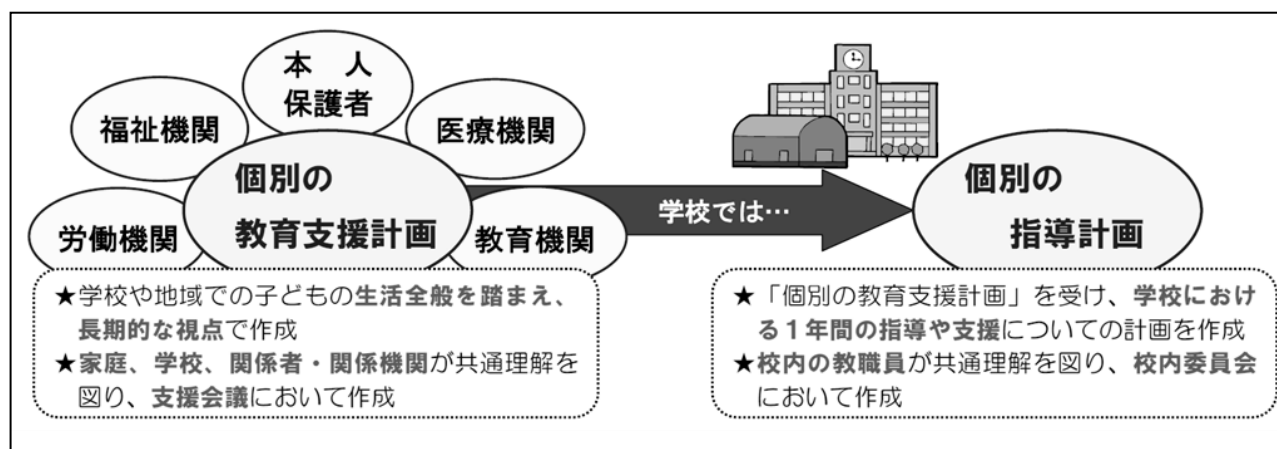 本　人
保護者
福祉機関
医療機関
労働機関
教育機関
個別の
教育支援計画
学校では…
個別の
指導計画
★学校や地域での子どもの生活全般を踏まえ、
長期的な視点で作成
★家庭、学校、関係者・関係機関が共通理解を
図り、支援会議において作成
★「個別の教育支援計画」を受け、学校におけ
る１年間の指導や支援についての計画を作成
★校内の教職員が共通理解を図り、校内委員会
において作成